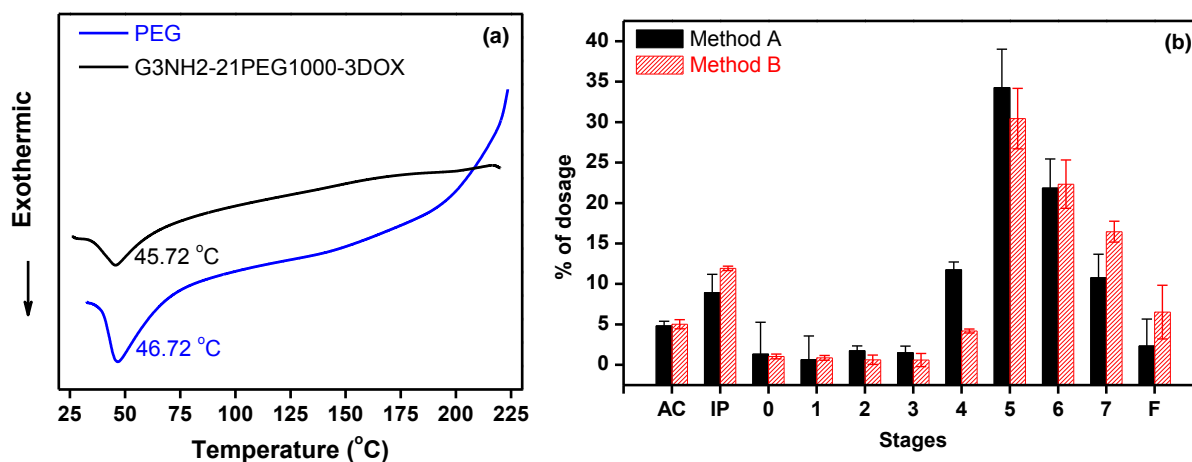 PEG
(a)
G3NH2-21PEG1000-3DOX
Exothermic
45.72 °C
46.72 °C
25 50 75 100 125 150 175 200 225
Temperature (°C)
Method A
(b)
Method B
% of dosage
40
35
30
25
20
15
10
5
0
AC IP 0 1 2 3 4 5 6 7 F
Stages